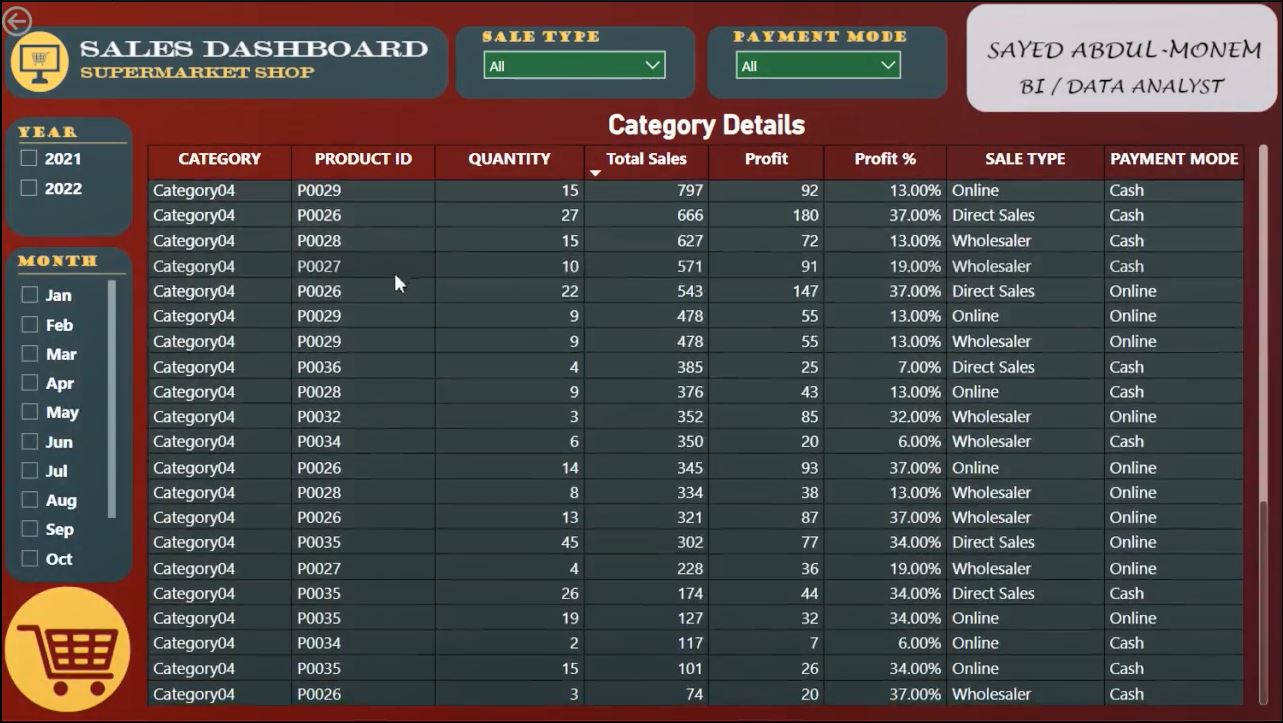 SALES DASHBOARD
SUPERMARKET SHOP
SALE TYPE
All
PAYMENT MODE
All
SAYED ABDUL-MONEM
BI / DATA ANALYST
YEAR
2021
2022
MONTH
Jan
Feb
Mar
Apr
May
Jun
Jul
Aug
Sep
Oct
Category Details
CATEGORY PRODUCT ID QUANTITY Total Sales Profit Profit % SALE TYPE PAYMENT MODE
Category04 P0029 15 797 92 13.00% Online Cash
Category04 P0026 27 666 180 37.00% Direct Sales Cash
Category04 P0028 15 627 72 13.00% Wholesaler Cash
Category04 P0027 10 571 91 19.00% Wholesaler Cash
Category04 P0026 22 543 147 37.00% Direct Sales Online
Category04 P0029 9 478 55 13.00% Online Online
Category04 P0029 9 478 55 13.00% Wholesaler Online
Category04 P0036 4 385 25 7.00% Direct Sales Cash
Category04 P0028 9 376 43 13.00% Online Cash
Category04 P0032 3 352 85 32.00% Wholesaler Online
Category04 P0034 6 350 20 6.00% Wholesaler Cash
Category04 P0026 14 345 93 37.00% Online Online
Category04 P0028 8 334 38 13.00% Wholesaler Online
Category04 P0026 13 321 87 37.00% Wholesaler Online
Category04 P0035 45 302 77 34.00% Direct Sales Online
Category04 P0027 4 228 36 19.00% Wholesaler Online
Category04 P0035 26 174 44 34.00% Direct Sales Cash
Category04 P0035 19 127 32 34.00% Online Online
Category04 P0034 2 117 7 6.00% Online Cash
Category04 P0035 15 101 26 34.00% Online Cash
Category04 P0026 3 74 20 37.00% Wholesaler Cash